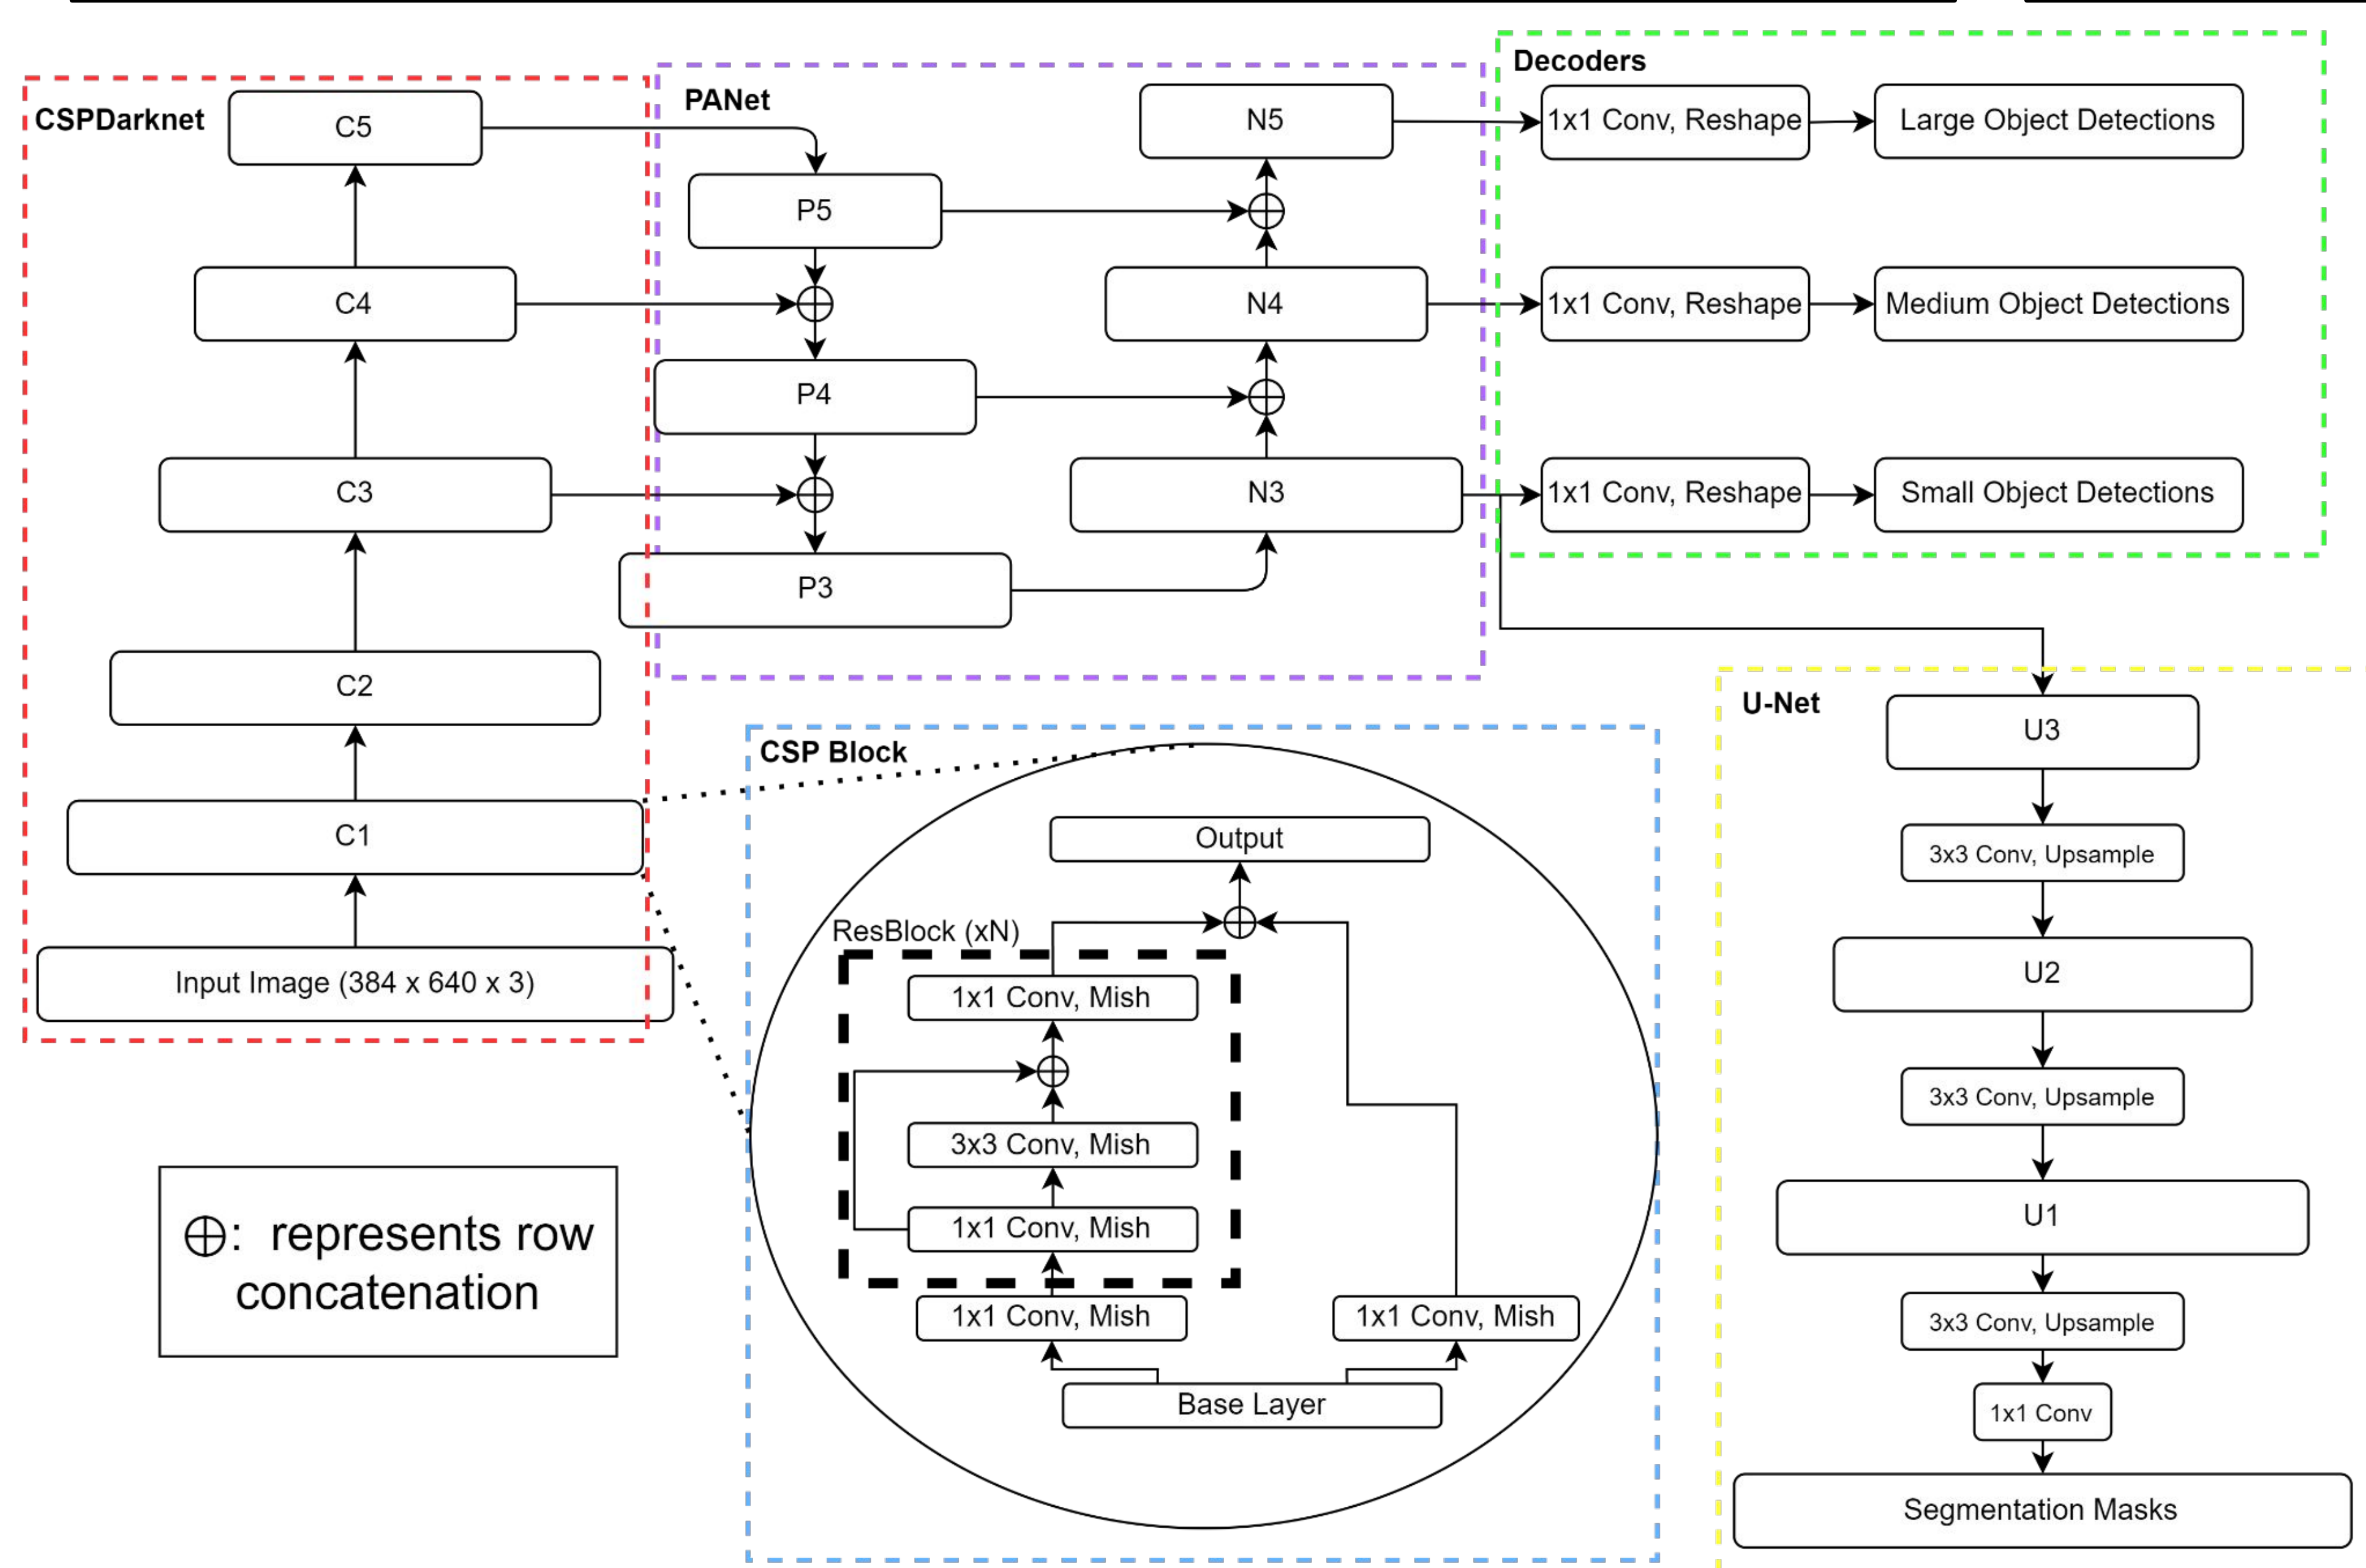 CSPDarknet
C5
C4
C3
C2
C1
Input Image (384 x 640 x 3)
PANet
P5
P4
P3
N5
N4
N3
Decoders
1x1 Conv, Reshape
Large Object Detections
1x1 Conv, Reshape
Medium Object Detections
1x1 Conv, Reshape
Small Object Detections
CSP Block
Output
ResBlock (xN)
1x1 Conv, Mish
3x3 Conv, Mish
1x1 Conv, Mish
1x1 Conv, Mish
1x1 Conv, Mish
Base Layer
U-Net
U3
3x3 Conv, Upsample
U2
3x3 Conv, Upsample
U1
3x3 Conv, Upsample
1x1 Conv
Segmentation Masks
⊕: represents row
concatenation